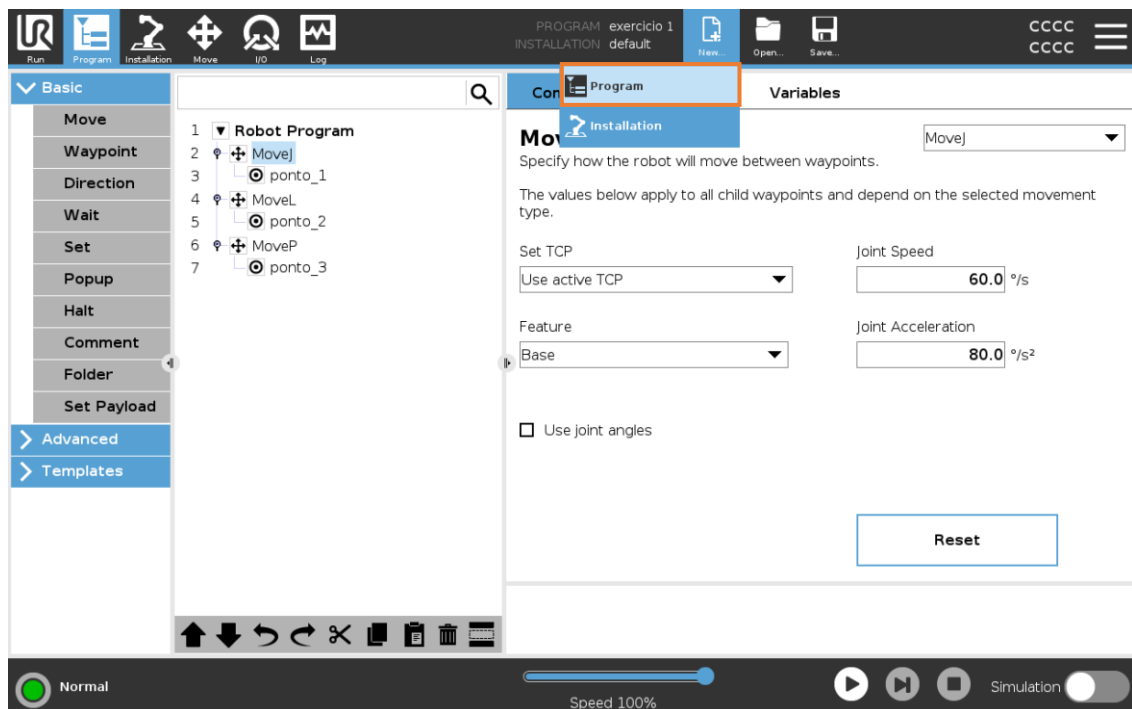 UR
Run
Program
Installation
Move
I/O
Log
PROGRAM exercicio 1
INSTALLATION default
New...
Open...
Save...
CCCC
CCCC
Basic
Move
Waypoint
Direction
Wait
Set
Popup
Halt
Comment
Folder
Set Payload
Advanced
Templates
1 Robot Program
2 MoveJ
3 ponto_1
4 MoveL
5 ponto_2
6 MoveP
7 ponto_3
Program
Installation
Variables
MoveJ
Specify how the robot will move between waypoints.
The values below apply to all child waypoints and depend on the selected movement
type.
Set TCP
Joint Speed
Use active TCP
60.0 °/s
Feature
Joint Acceleration
Base
80.0 °/s²
Use joint angles
Reset
Normal
Speed 100%
Simulation